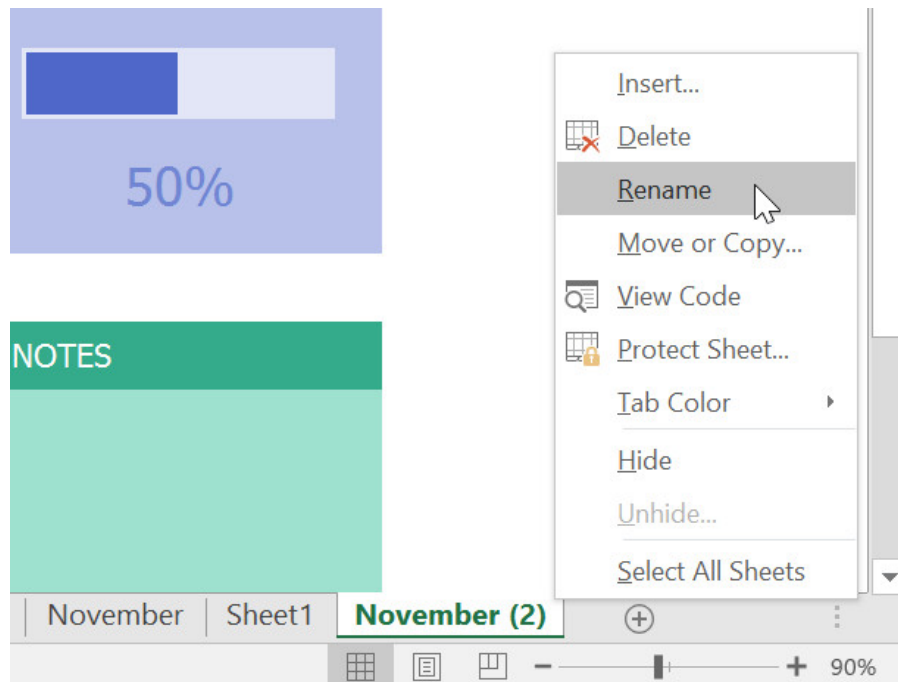 50%
NOTES
Insert...
Delete
Rename
Move or Copy...
View Code
Protect Sheet...
Tab Color
Hide
Unhide...
Select All Sheets
November Sheet1 November (2)
90%